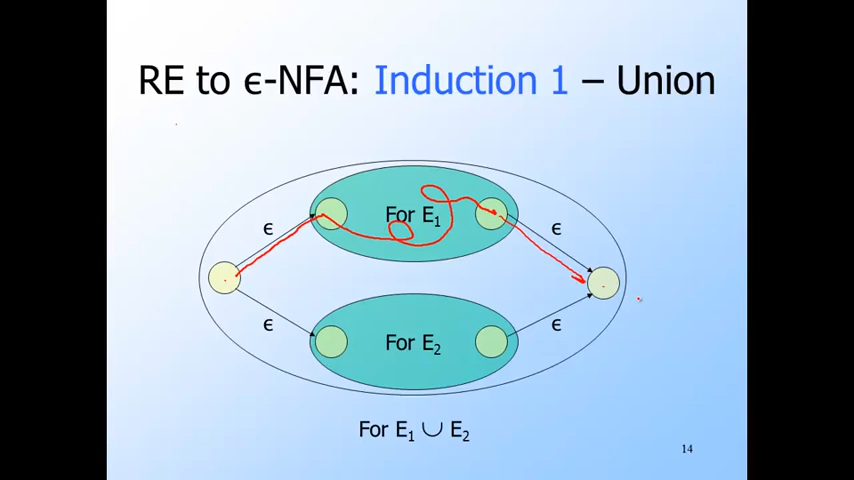 RE to ϵ-NFA: Induction 1 – Union
For E₁
ϵ
ϵ
ϵ
ϵ
For E₂
For E₁ ∪ E₂
14